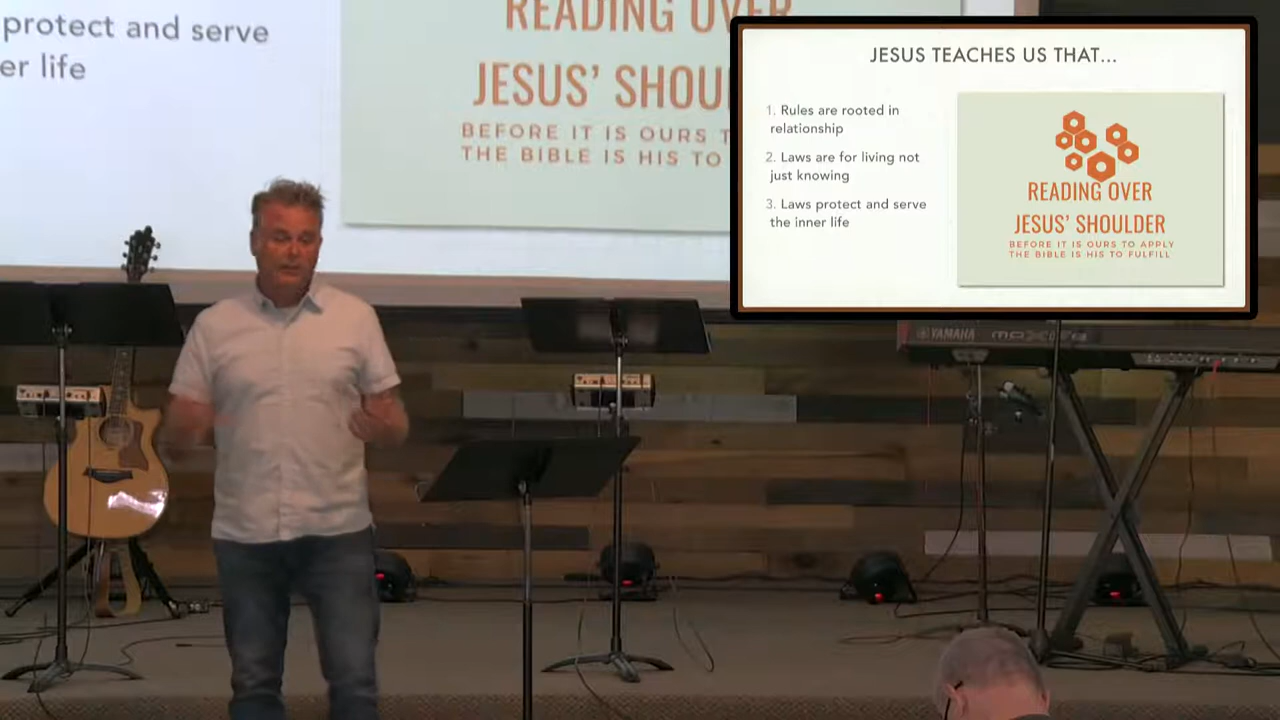 protect and serve
er life
READING OVER
JESUS' SHOU
BEFORE IT IS OURS T
THE BIBLE IS HIS TO
JESUS TEACHES US THAT...
1. Rules are rooted in
relationship
2. Laws are for living not
just knowing
3. Laws protect and serve
the inner life
READING OVER
JESUS' SHOULDER
BEFORE IT IS OURS TO APPLY
THE BIBLE IS HIS TO FULFILL
YAMAHA